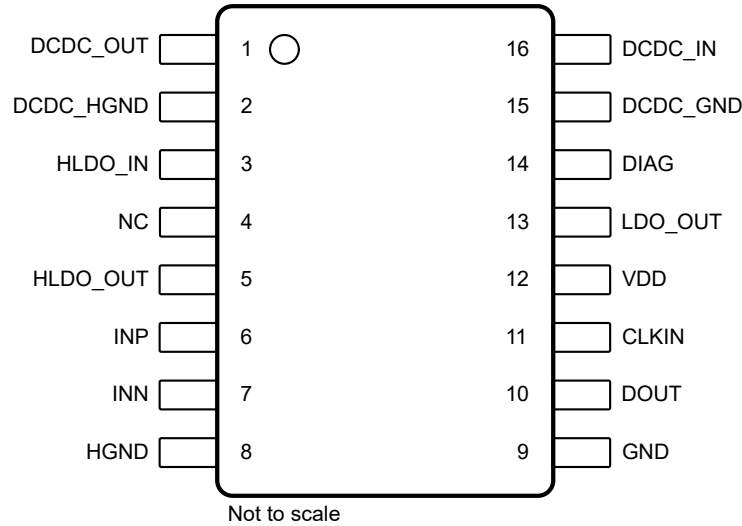 DCDC_OUT 1 16 DCDC_IN
DCDC_HGND 2 15 DCDC_GND
HLDO_IN 3 14 DIAG
NC 4 13 LDO_OUT
HLDO_OUT 5 12 VDD
INP 6 11 CLKIN
INN 7 10 DOUT
HGND 8 9 GND
Not to scale